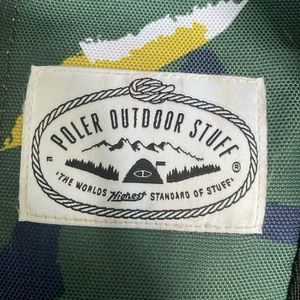 POLER OUTDOOR STUFF
®
"THE WORLDS Highest STANDARD OF STUFF"